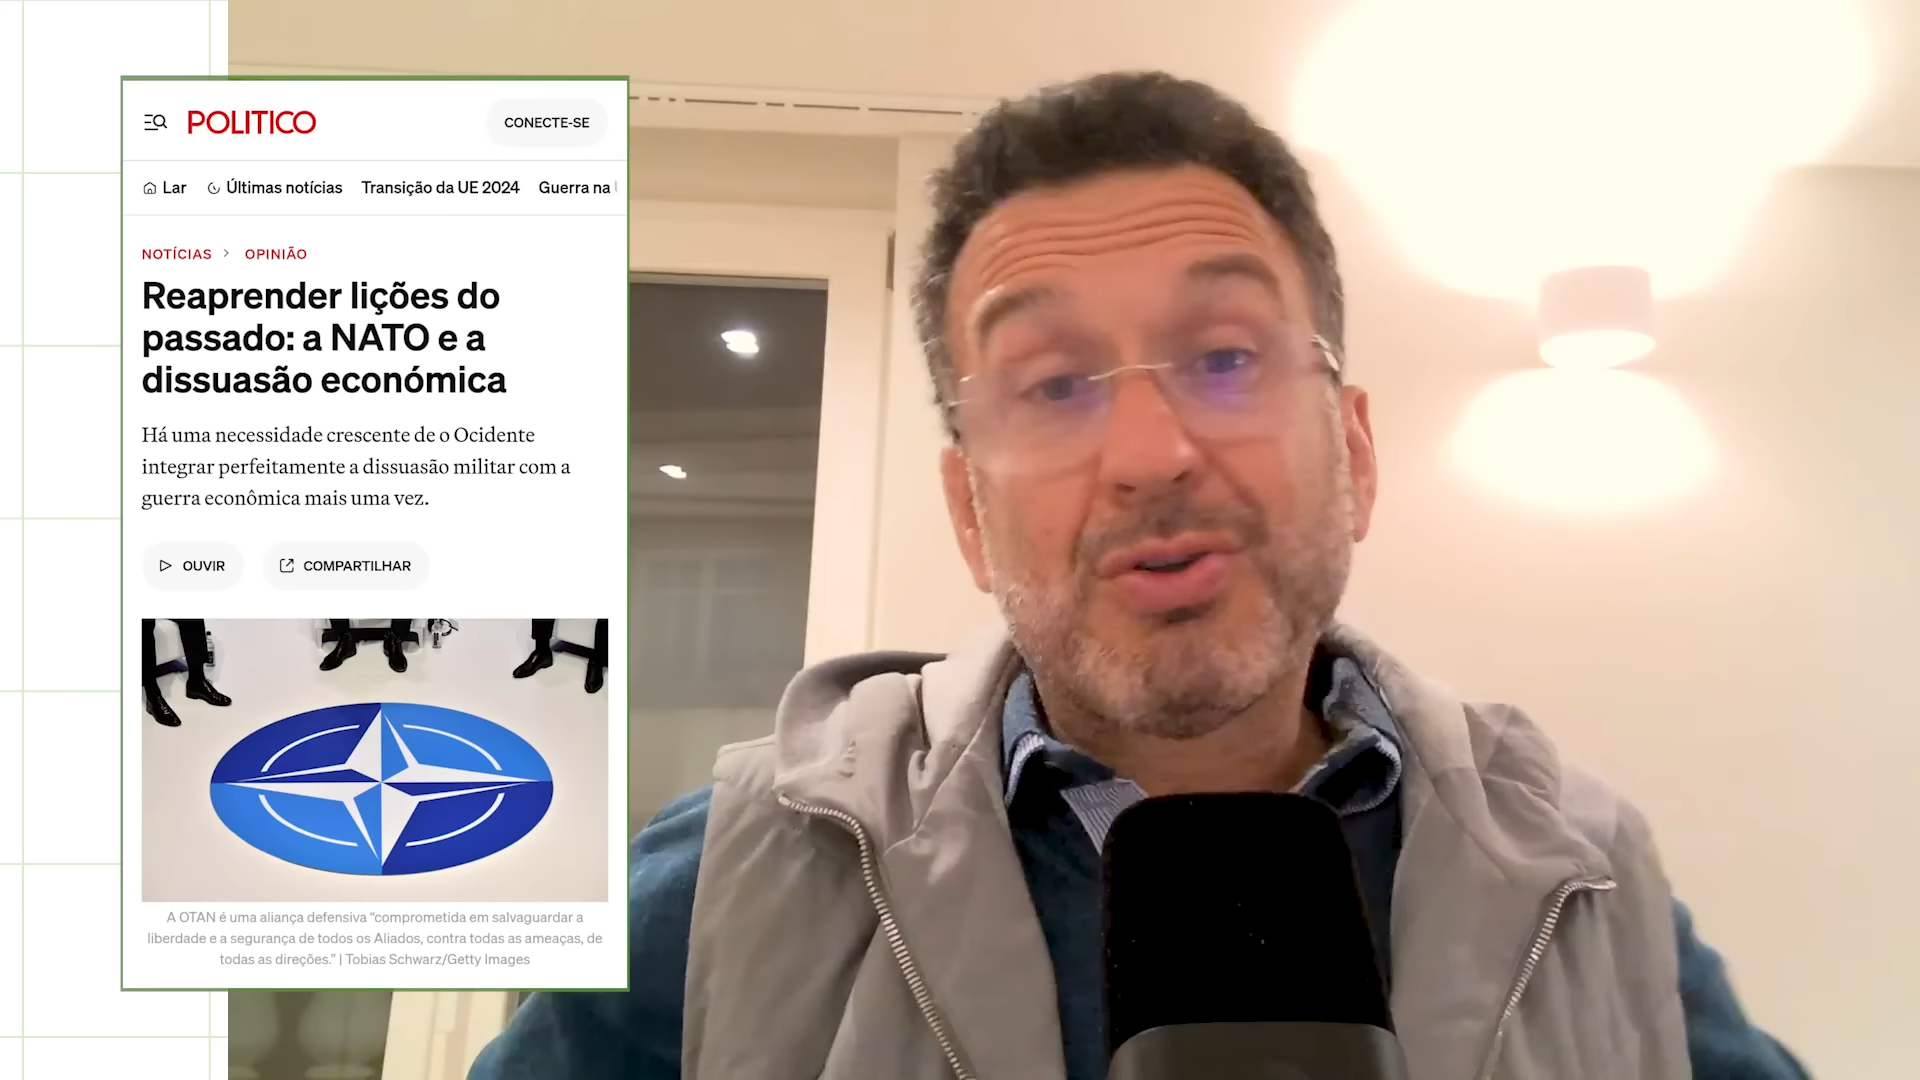 POLITICO
CONECTE-SE
Lar
Últimas notícias
Transição da UE 2024
Guerra na
NOTÍCIAS > OPINIÃO
Reaprender lições do
passado: a NATO e a
dissuasão económica
Há uma necessidade crescente de o Ocidente
integrar perfeitamente a dissuasão militar com a
guerra econômica mais uma vez.
OUVIR
COMPARTILHAR
A OTAN é uma aliança defensiva “comprometida em salvaguardar a
liberdade e a segurança de todos os Aliados, contra todas as ameaças, de
todas as direções.” | Tobias Schwarz/Getty Images